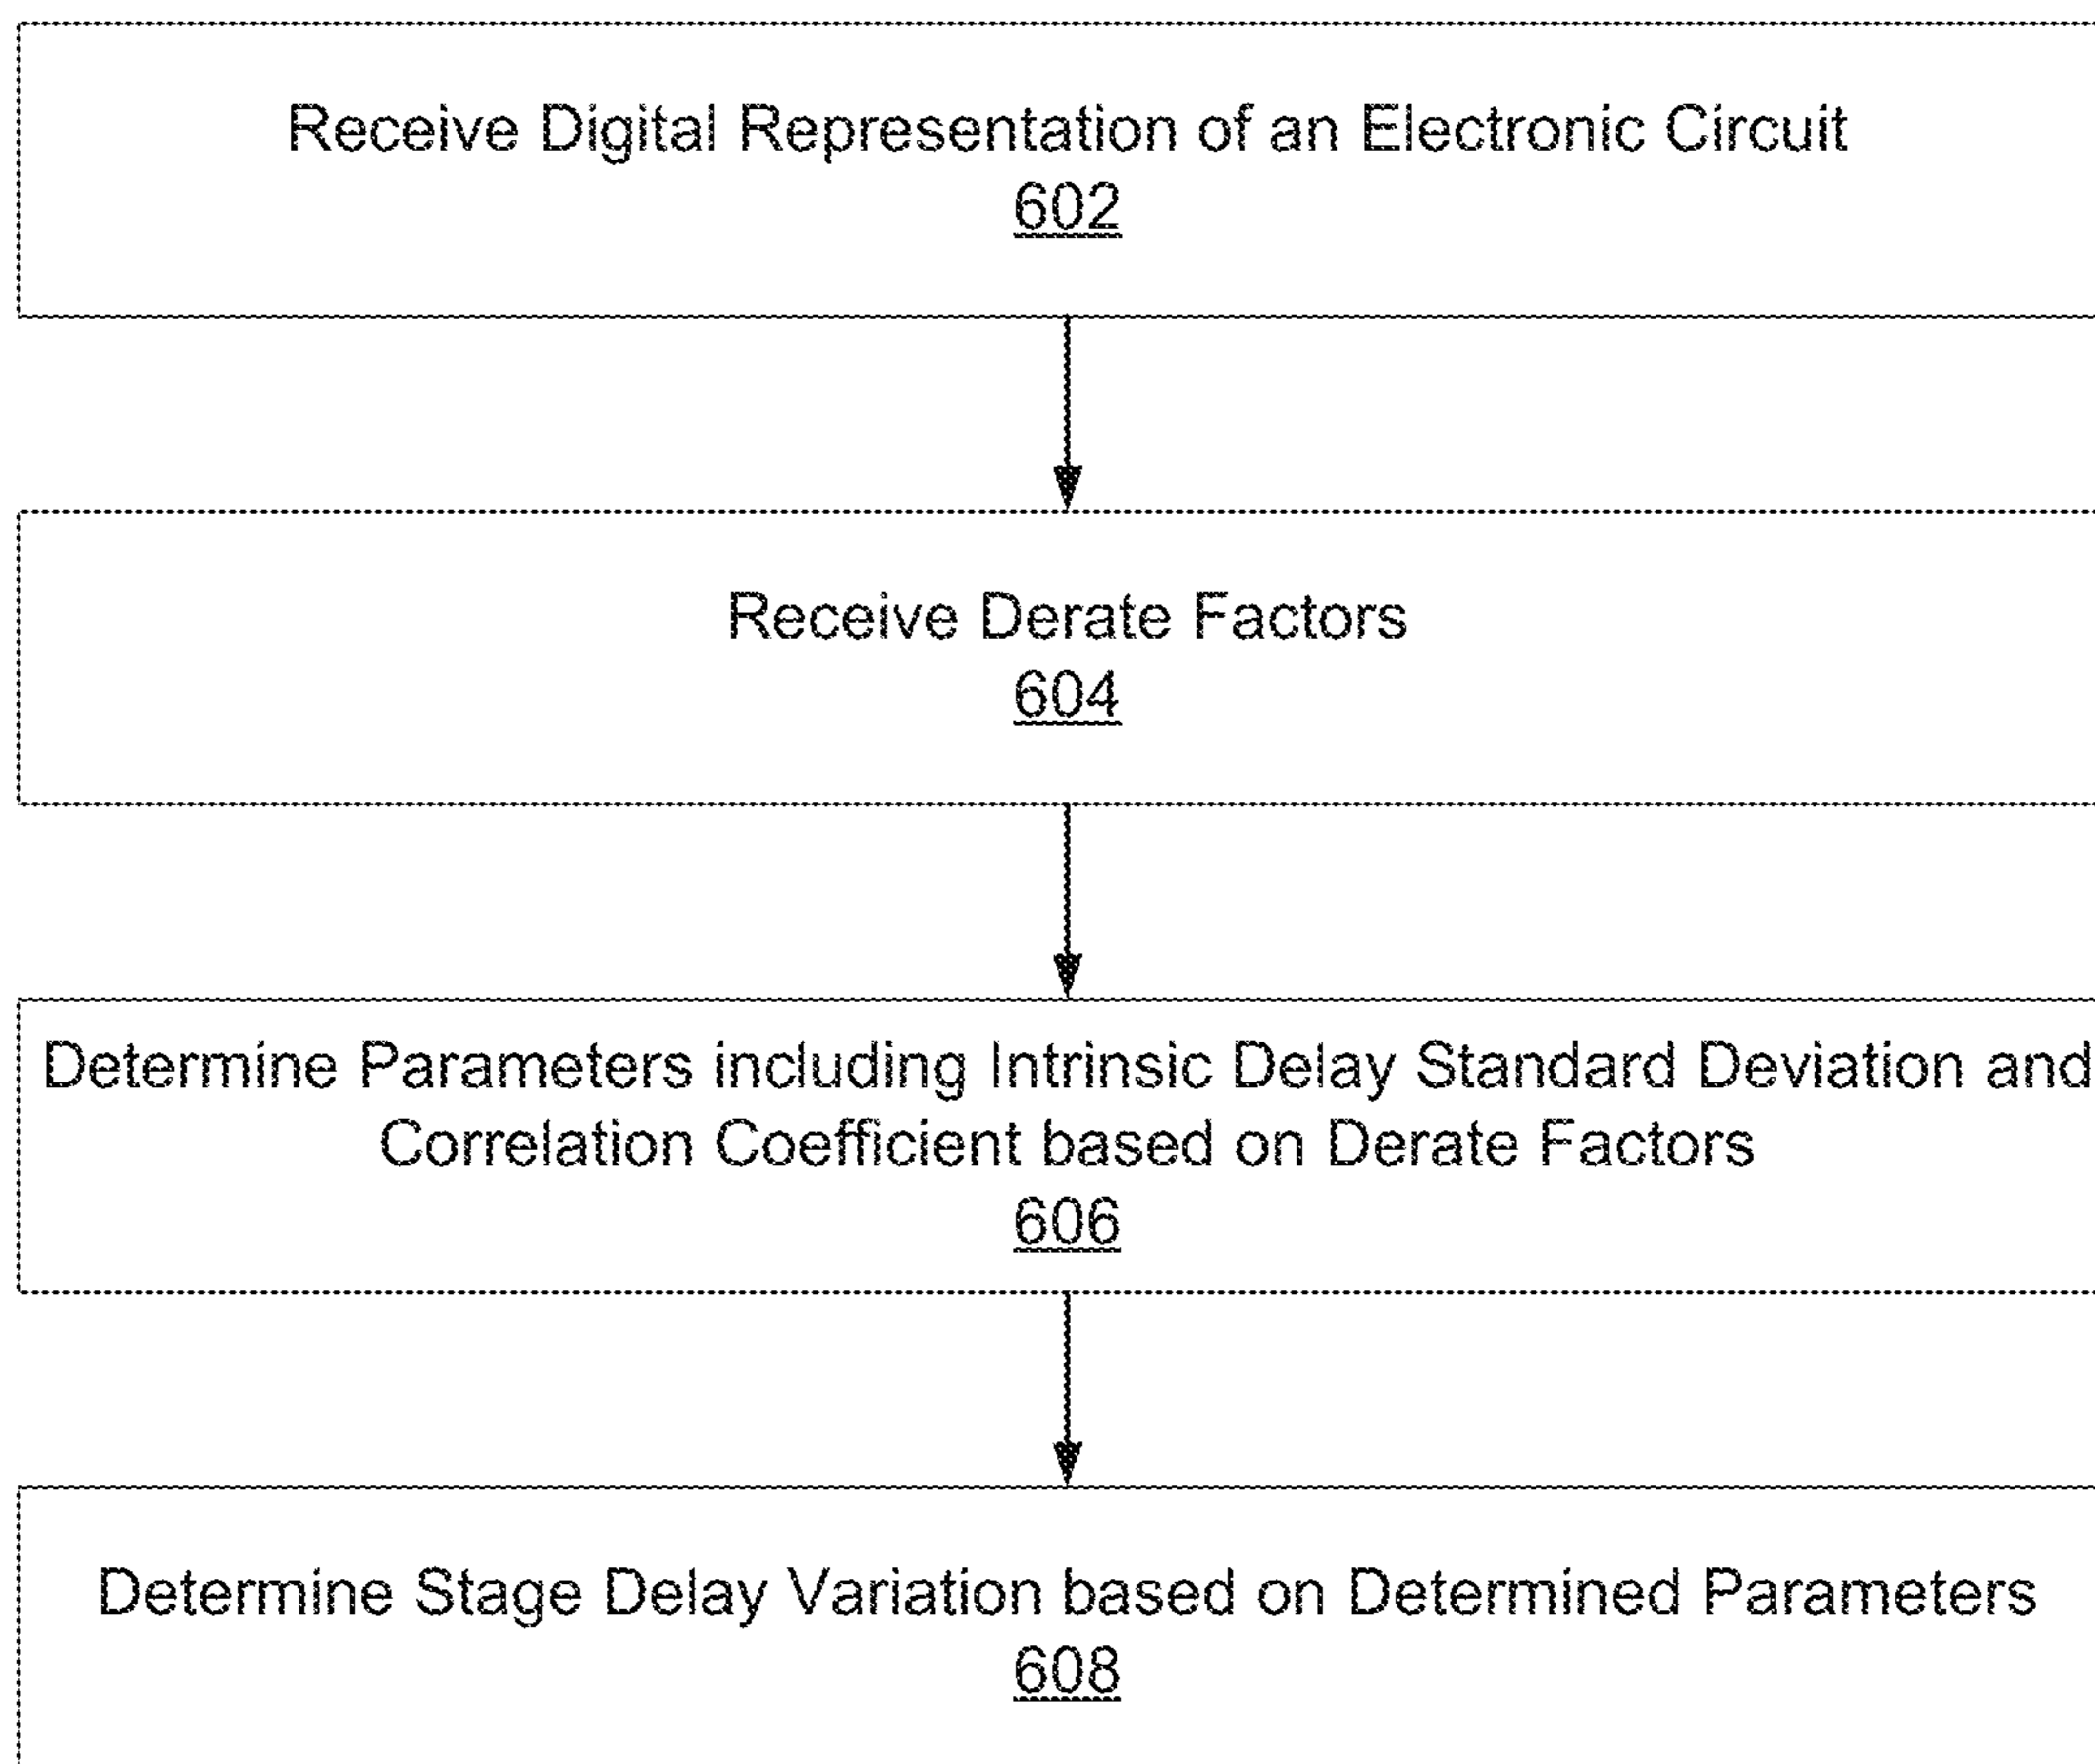 Receive Digital Representation of an Electronic Circuit
602
Receive Derate Factors
604
Determine Parameters including Intrinsic Delay Standard Deviation and
Correlation Coefficient based on Derate Factors
606
Determine Stage Delay Variation based on Determined Parameters
608